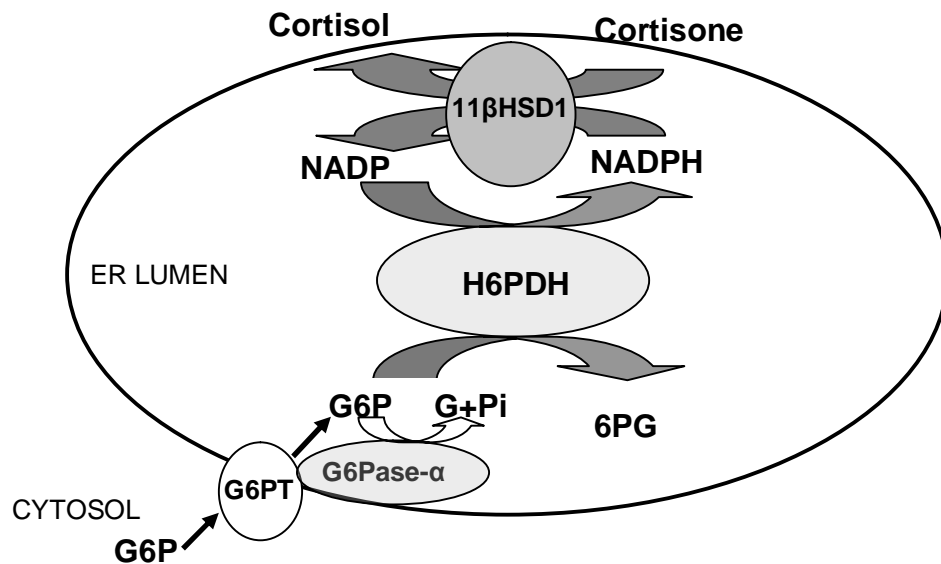 Cortisol
Cortisone
11βHSD1
NADP
NADPH
ER LUMEN
H6PDH
G6P
G+Pi
6PG
G6Pase-α
G6PT
CYTOSOL
G6P